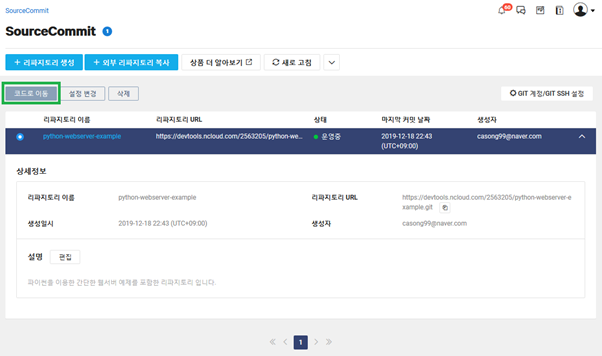 SourceCommit
60
SourceCommit 1
+ 리파지토리 생성 + 외부 리파지토리 복사 상품 더 알아보기 새로 고침
코드로 이동 설정 변경 삭제 GIT 계정/GIT SSH 설정
리파지토리 이름 리파지토리 URL 상태 마지막 커밋 날짜 생성자
python-webserver-example https://devtools.ncloud.com/2563205/python-we... 운영중 2019-12-18 22:43 casong99@naver.com
(UTC+09:00)
상세정보
리파지토리 이름 python-webserver-example 리파지토리 URL https://devtools.ncloud.com/2563205/python-webserver-e
xample.git
생성일시 2019-12-18 22:43 (UTC+09:00) 생성자 casong99@naver.com
설명 편집
파이썬를 이용한 간단한 웹서버 예제를 포함한 리파지토리 입니다.
1